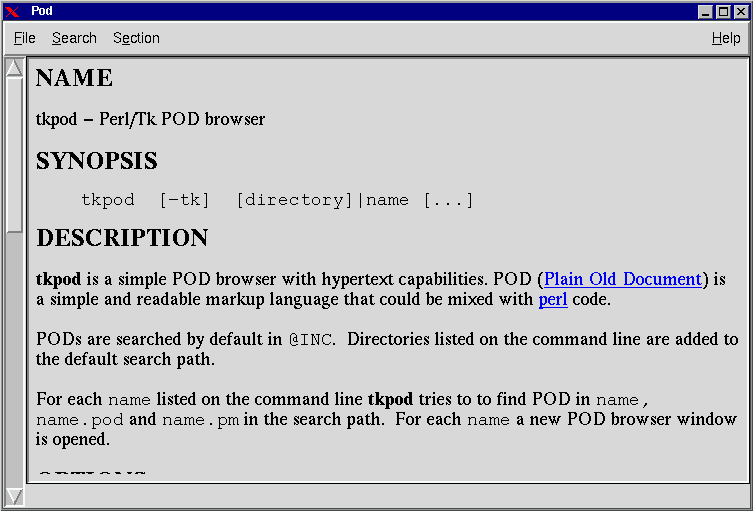 Pod
File Search Section Help
NAME
tkpod – Perl/Tk POD browser
SYNOPSIS
tkpod [-tk] [directory]|name [...]
DESCRIPTION
tkpod is a simple POD browser with hypertext capabilities. POD (Plain Old Document) is
a simple and readable markup language that could be mixed with perl code.
PODs are searched by default in @INC. Directories listed on the command line are added to
the default search path.
For each name listed on the command line tkpod tries to to find POD in name,
name.pod and name.pm in the search path. For each name a new POD browser window
is opened.
OPTIONS